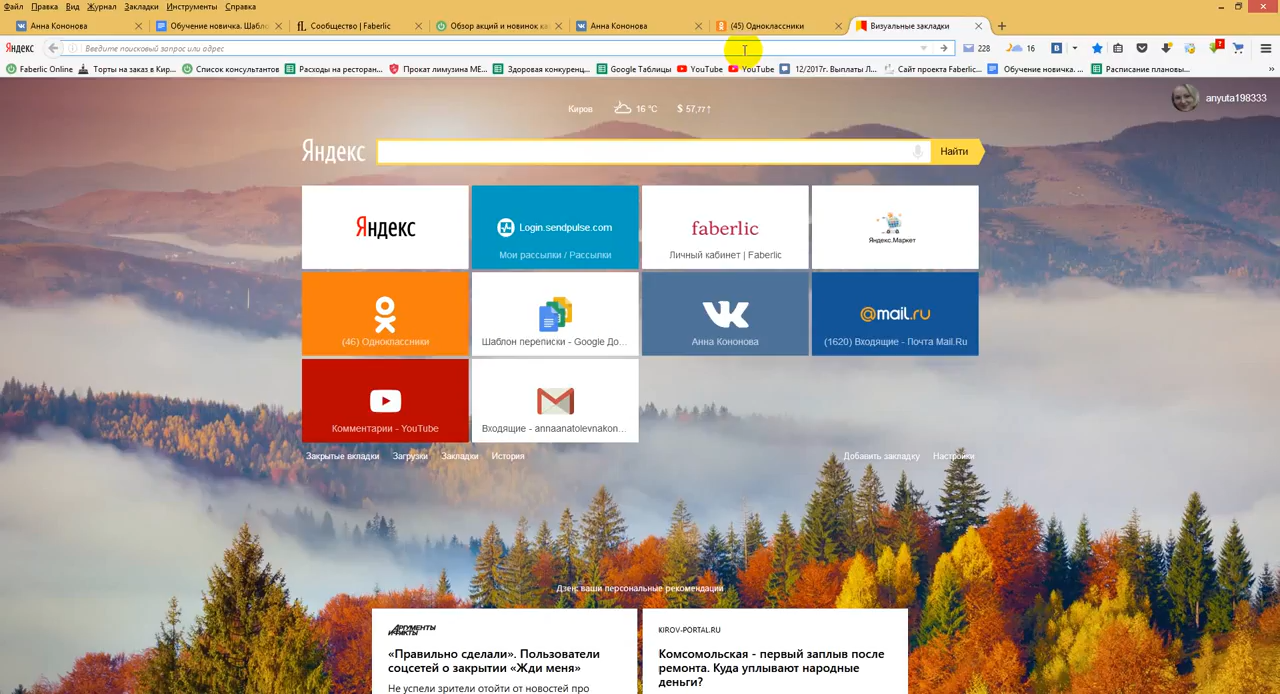 Файл Правка Вид Журнал Закладки Инструменты Справка
Анна Кононова Обучение новичка. Шабло Сообщество | Faberlic Обзор акций и новинок ка Анна Кононова (45) Одноклассники Визуальные закладки
Яндекс Введите поисковый запрос или адрес 228 16 В 7
Faberlic Online Торты на заказ в Кир... Список консультантов Расходы на ресторан... Прокат лимузина МЕ... Здоровая конкуренц... Google Таблицы YouTube YouTube 12/2017г. Выплаты Л... Сайт проекта Faberlic... Обучение новичка. ... Расписание плановы... »
anyuta198333
Киров 16 °C $ 57,77↑
Яндекс Найти
Яндекс
Login.sendpulse.com
Мои рассылки / Рассылки
faberlic
Личный кабинет | Faberlic
Яндекс.Маркет
(46) Одноклассники
Шаблон переписки - Google До...
Анна Кононова
@mail.ru
(1620) Входящие - Почта Mail.Ru
Комментарии - YouTube
Входящие - annaanatolevnakon...
Закрытые вкладки Загрузки Закладки История Добавить закладку Настройки
Дзен: ваши персональные рекомендации
АРГУМЕНТЫ
И ФАКТЫ
«Правильно сделали». Пользователи
соцсетей о закрытии «Жди меня»
Не успели зрители отойти от новостей про
KIROV-PORTAL.RU
Комсомольская - первый заплыв после
ремонта. Куда уплывают народные
деньги?